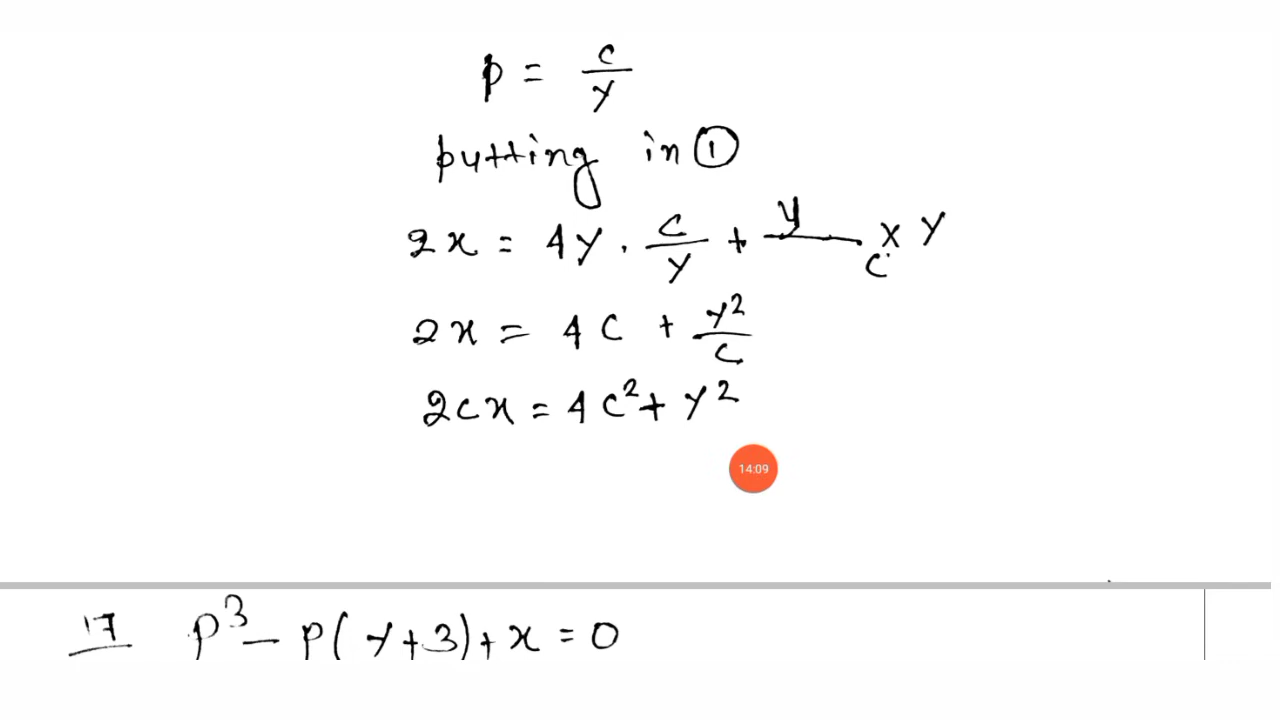 p = c/y
putting in ①
2x = 4y . c/y + y/c × y
2x = 4c + y²/c
2cx = 4c² + y²
14:09
17 p³ - p(y+3) + x = 0